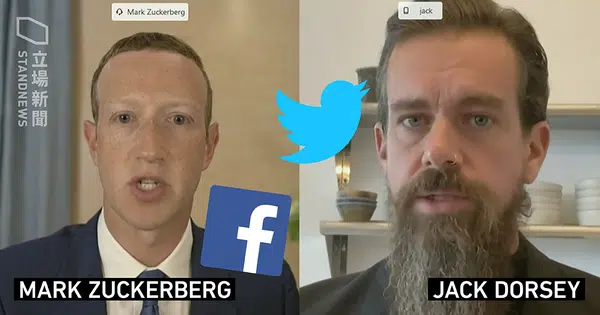 Mark Zuckerberg
jack
立場新聞
STANDNEWS
f
MARK ZUCKERBERG
JACK DORSEY